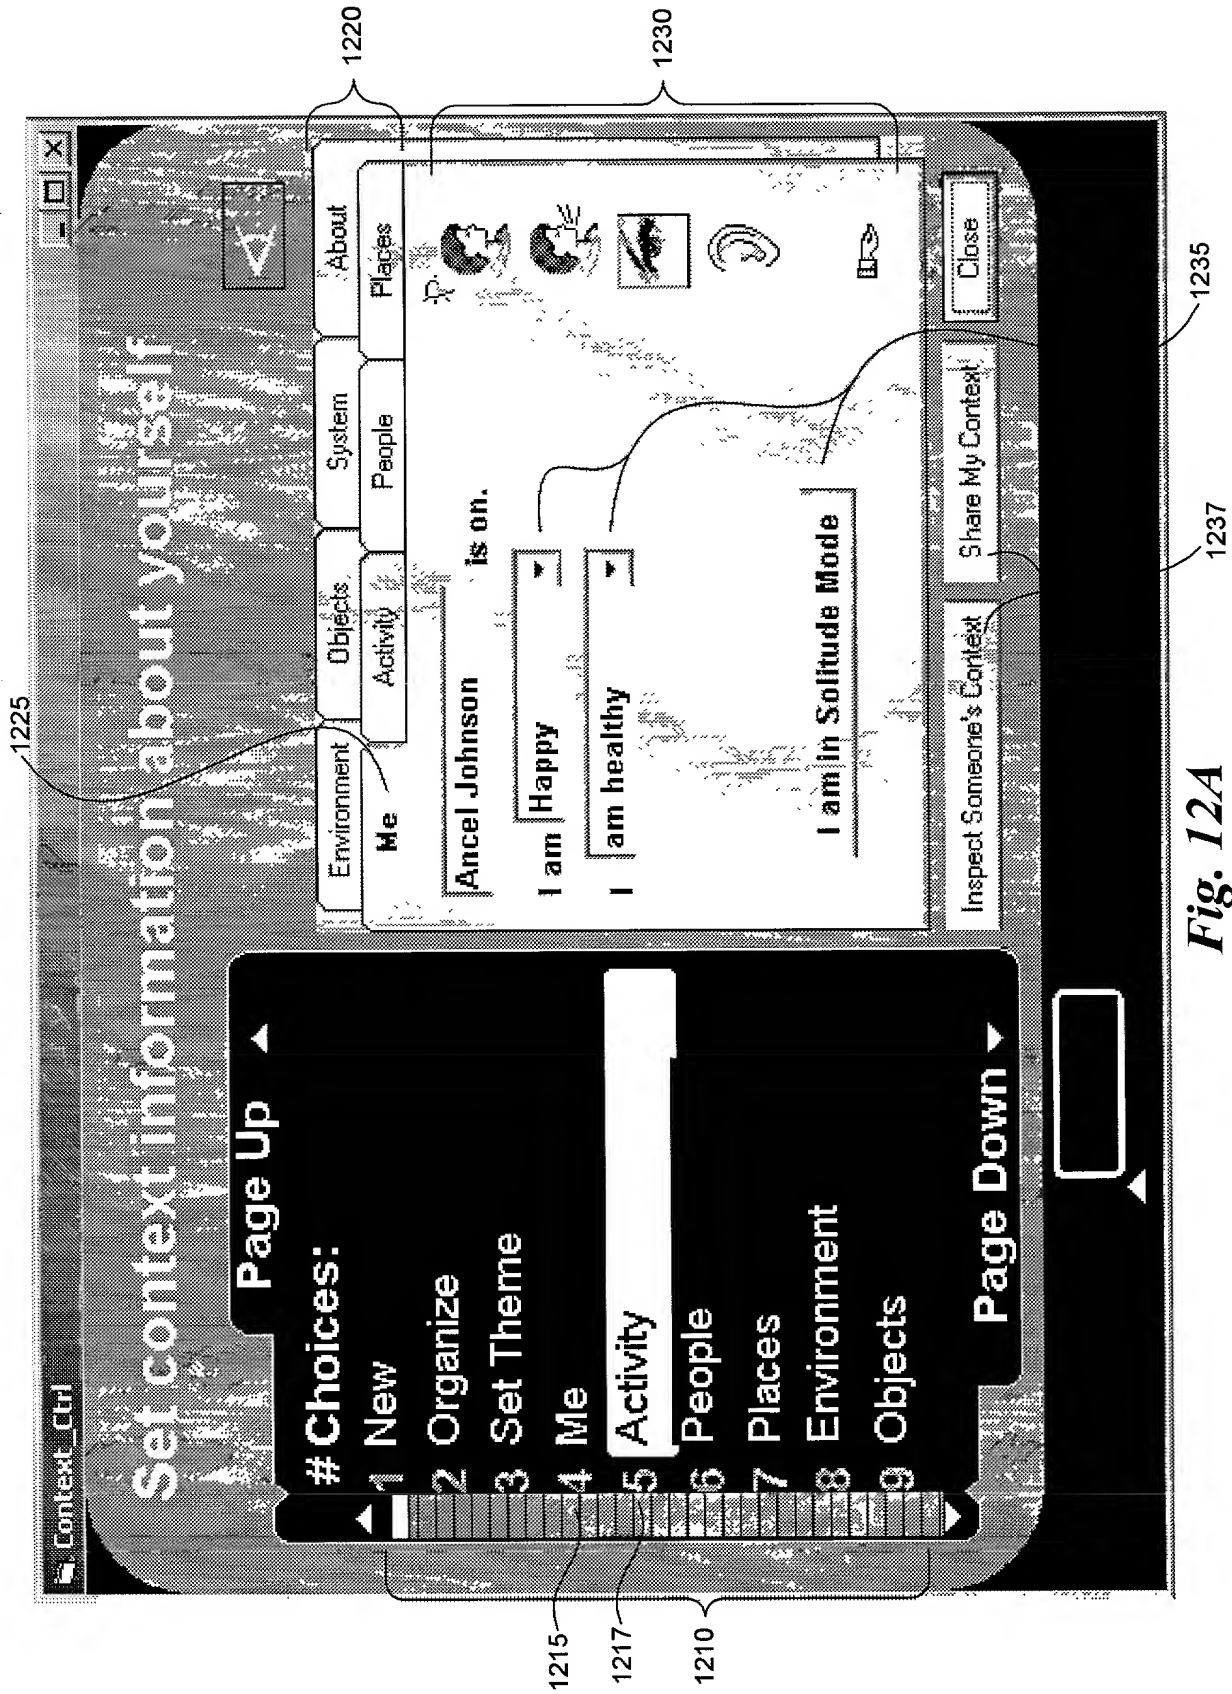 Context_ctrl
Set context information about yourself
Page Up
# Choices:
1 New
2 Organize
3 Set Theme
4 Me
5 Activity
6 People
7 Places
8 Environment
9 Objects
Page Down
Environment Objects System About
Me Activity People Places
Ancel Johnson is on.
I am Happy
I am healthy
I am in Solitude Mode
Inspect Someone's Context Share My Context Close
1210
1215
1217
1220
1225
1230
1235
1237
Fig. 12A